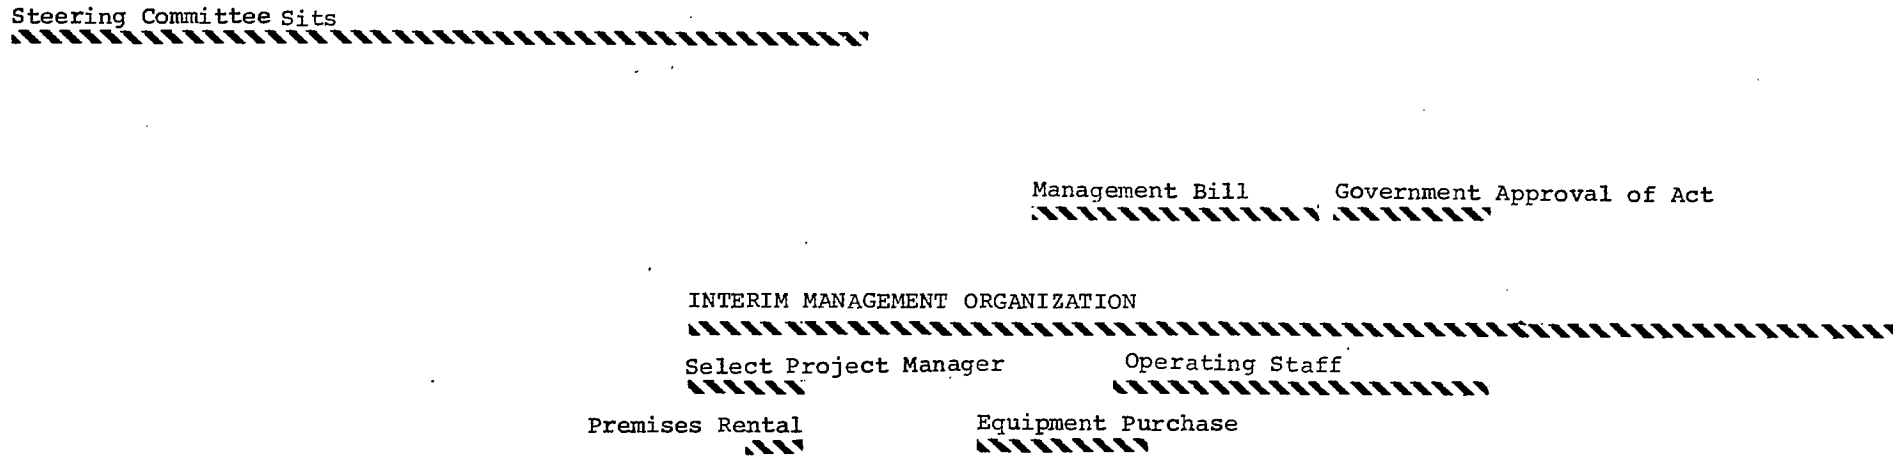 Steering Committee Sits
Management Bill Government Approval of Act
INTERIM MANAGEMENT ORGANIZATION
Select Project Manager Operating Staff
Premises Rental Equipment Purchase